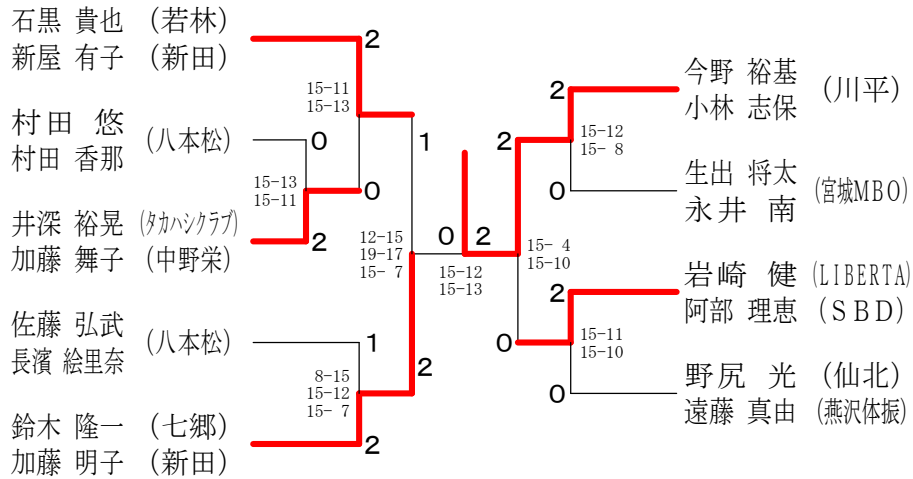 石黒 貴也 (若林)
新屋 有子 (新田)
2
15-11
15-13
村田 悠
村田 香那
(八本松)
0
15-13
15-11
0
井深 裕晃 (タカハシクラブ)
加藤 舞子 (中野栄)
2
1
12-15
19-17
15- 7
佐藤 弘武
長濱 絵里奈
(八本松)
1
8-15
15-12
15- 7
2
鈴木 隆一 (七郷)
加藤 明子 (新田)
2
0 2
15-12
15-13
今野 裕基
小林 志保
(川平)
2
2
15-12
15- 8
生出 将太
永井 南
(宮城MBO)
0
15- 4
15-10
岩崎 健 (LIBERTA)
阿部 理恵 (SBD)
2
0
15-11
15-10
野尻 光 (仙北)
遠藤 真由 (燕沢体振)
0